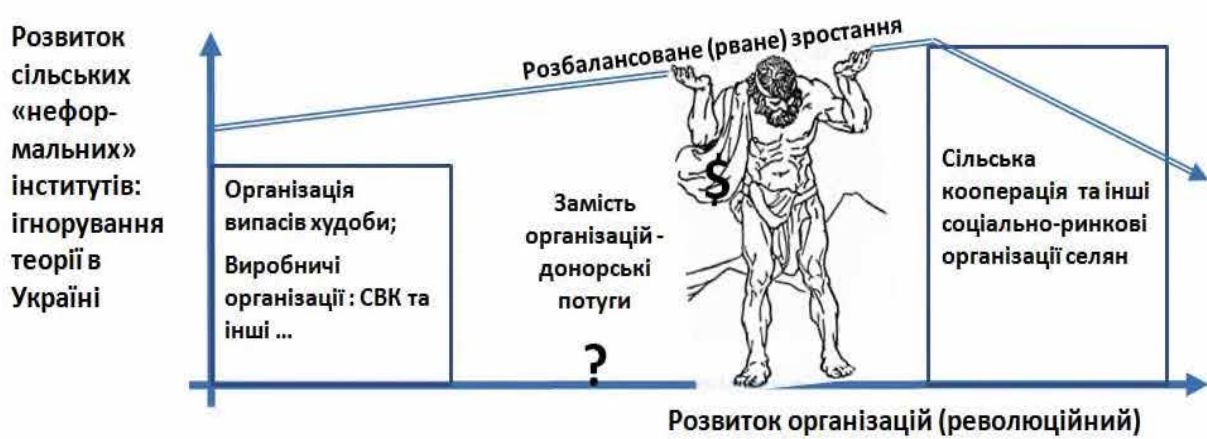 Розвиток
сільських
«нефор-
мальних»
інститутів:
ігнорування
теорії в
Україні
Розбалансоване (рване) зростання
Організація
випасів худоби;
Виробничі
організації : СВК та
інші ...
Замість
організацій -
донорські
потуги
?
$
Сільська
кооперація та інші
соціально-ринкові
організації селян
Розвиток організацій (революційний)